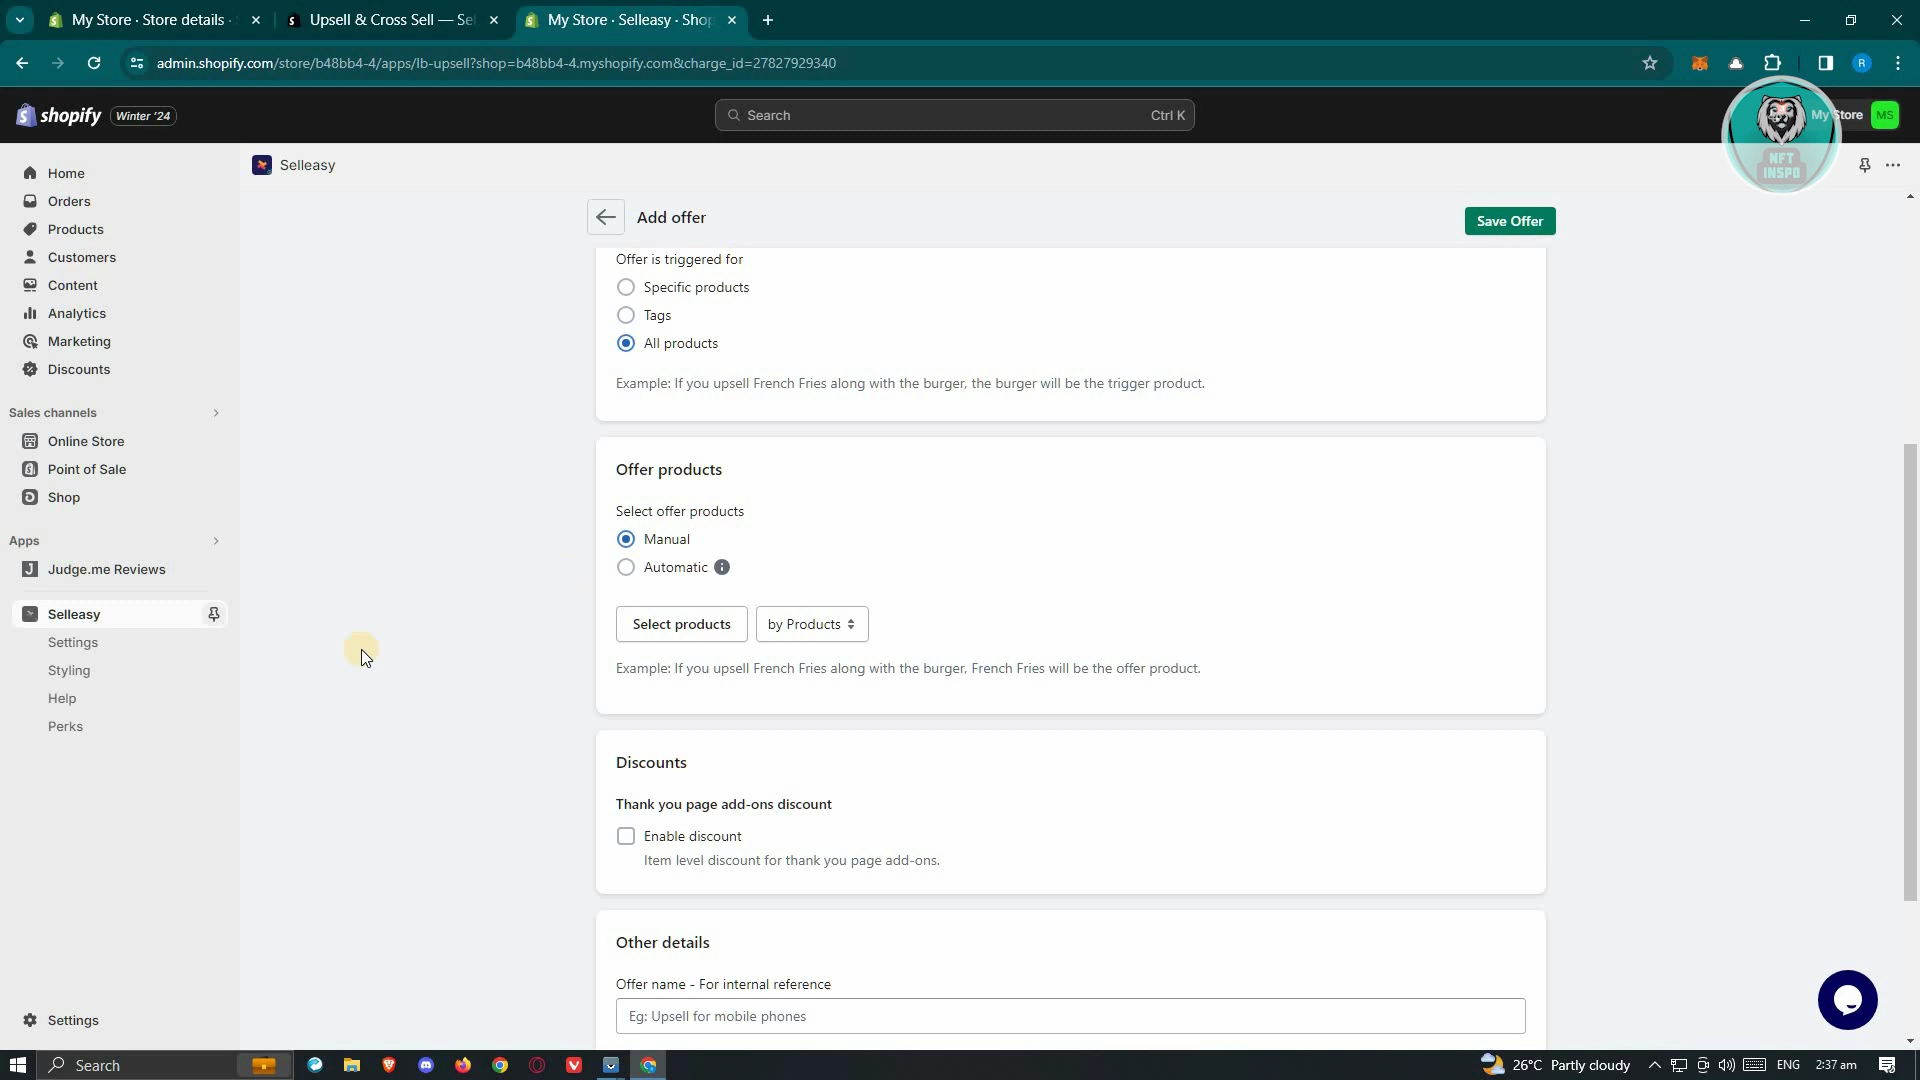 My Store · Store details ·
Upsell & Cross Sell — Se
My Store · Selleasy · Shop
admin.shopify.com/store/b48bb4-4/apps/lb-upsell?shop=b48bb4-4.myshopify.com&charge_id=27827929340
R
shopify
Winter '24
Search
Ctrl K
My Store
MS
NFT
INSPO
Home
Orders
Products
Customers
Content
Analytics
Marketing
Discounts
Sales channels
Online Store
Point of Sale
Shop
Apps
Judge.me Reviews
Selleasy
Settings
Styling
Help
Perks
Settings
Selleasy
Add offer
Save Offer
Offer is triggered for
Specific products
Tags
All products
Example: If you upsell French Fries along with the burger, the burger will be the trigger product.
Offer products
Select offer products
Manual
Automatic
Select products
by Products
Example: If you upsell French Fries along with the burger, French Fries will be the offer product.
Discounts
Thank you page add-ons discount
Enable discount
Item level discount for thank you page add-ons.
Other details
Offer name - For internal reference
Eg: Upsell for mobile phones
Search
26°C Partly cloudy
ENG
2:37 am